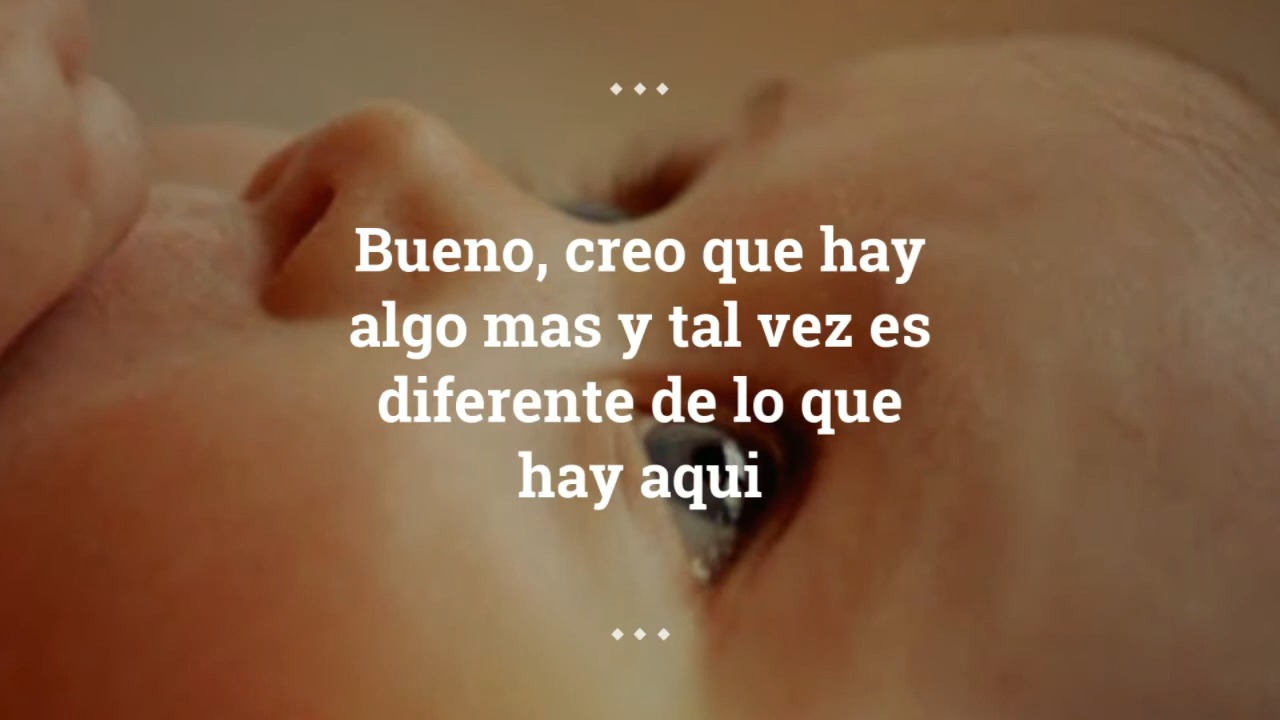 Bueno, creo que hay
algo mas y tal vez es
diferente de lo que
hay aqui